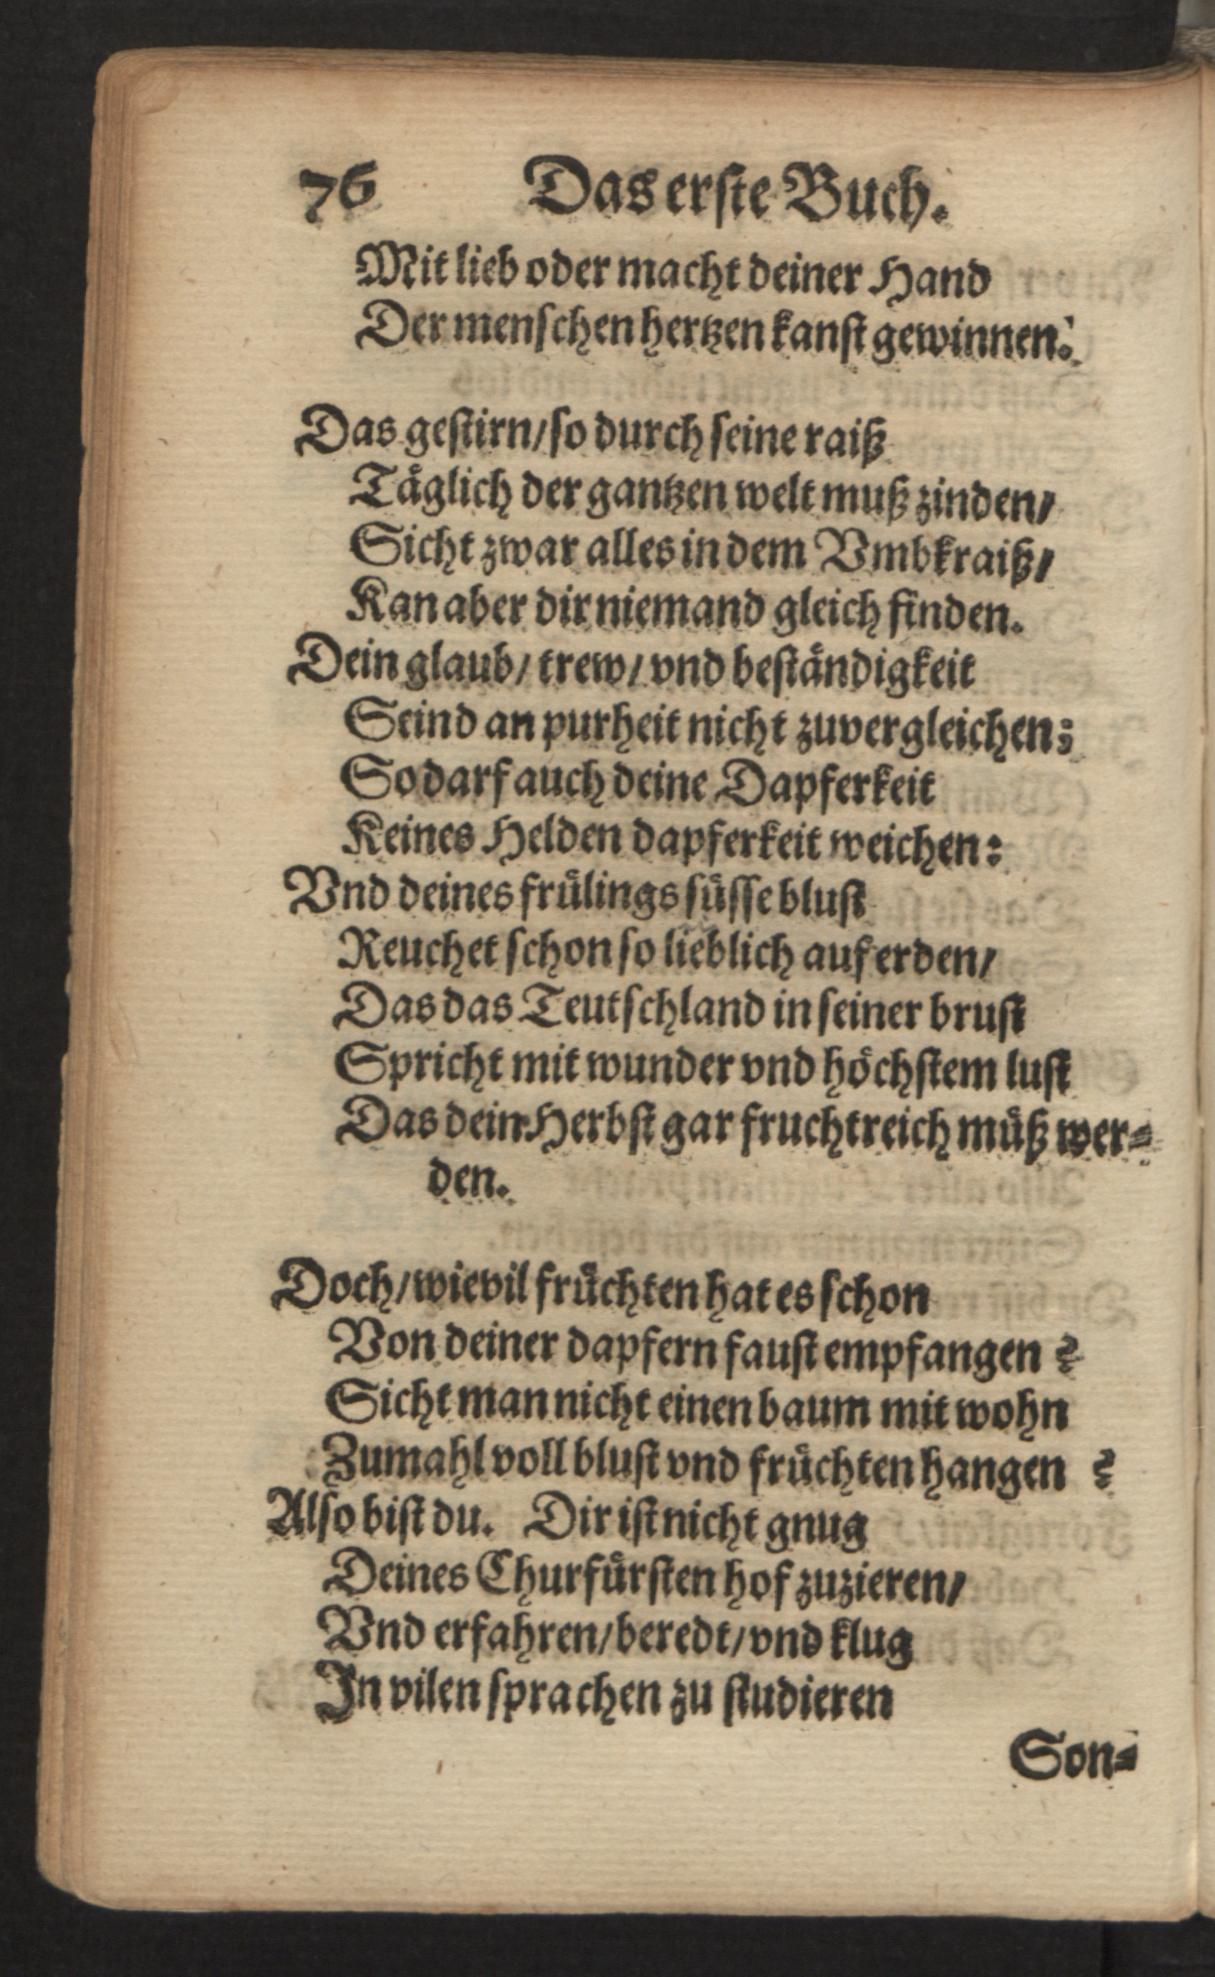 76 Das erste Buch.
Mit lieb oder macht deiner Hand
Der menschen hertzen kanst gewinnen.
Das gestirn/ so durch seine raiß
Täglich der gantzen welt muß zinden/
Sicht zwar alles in dem Vmbkraiß/
Kan aber dir niemand gleich finden.
Dein glaub/ trew/ vnd beständigkeit
Seind an purheit nicht zuvergleichen;
So darf auch deine Dapferkeit
Keines Helden dapferkeit weichen:
Vnd deines frülings süsse blust
Reuchet schon so lieblich auf erden/
Das das Teutschland in seiner brust
Spricht mit wunder vnd höchstem lust
Das dein Herbst gar fruchtreich müß wer-
den.
Doch/ wievil früchten hat es schon
Von deiner dapfern faust empfangen?
Sicht man nicht einen baum mit wohn
Zumahl voll blust vnd früchten hangen?
Also bist du. Dir ist nicht gnug
Deines Churfürsten hof zuzieren/
Vnd erfahren/ beredt/ vnd klug
In vilen sprachen zu studieren
Son-